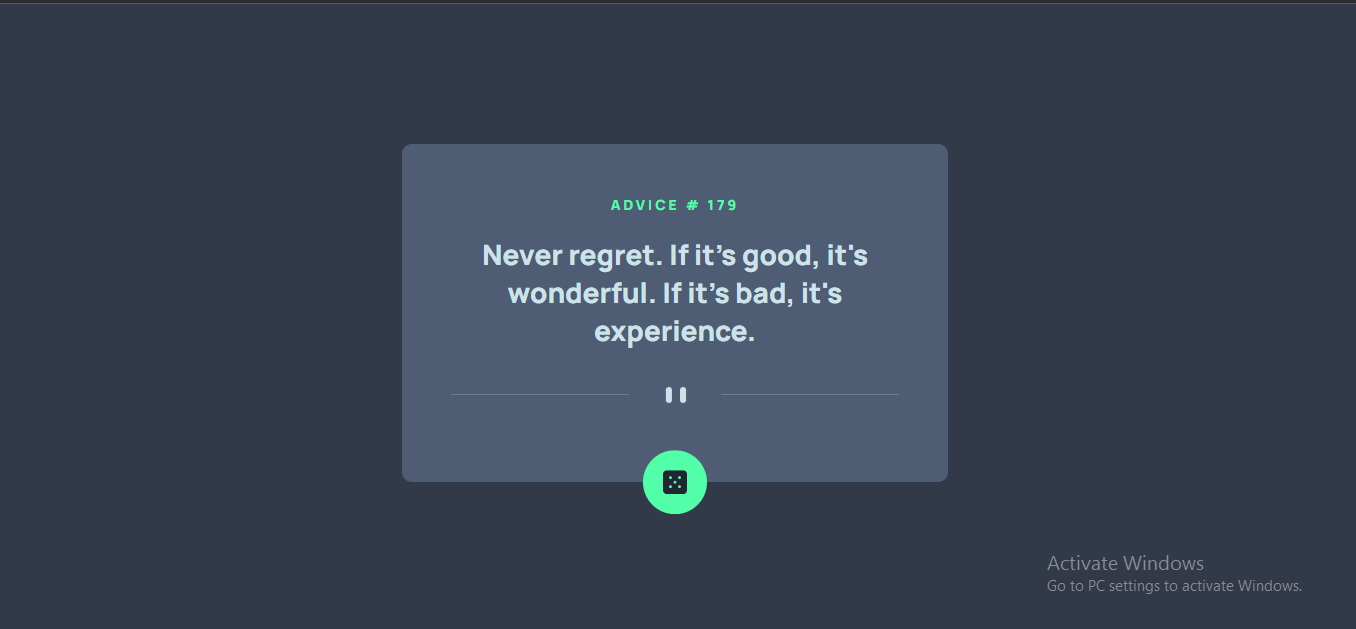 ADVICE # 179
Never regret. If it’s good, it's
wonderful. If it’s bad, it's
experience.
Activate Windows
Go to PC settings to activate Windows.